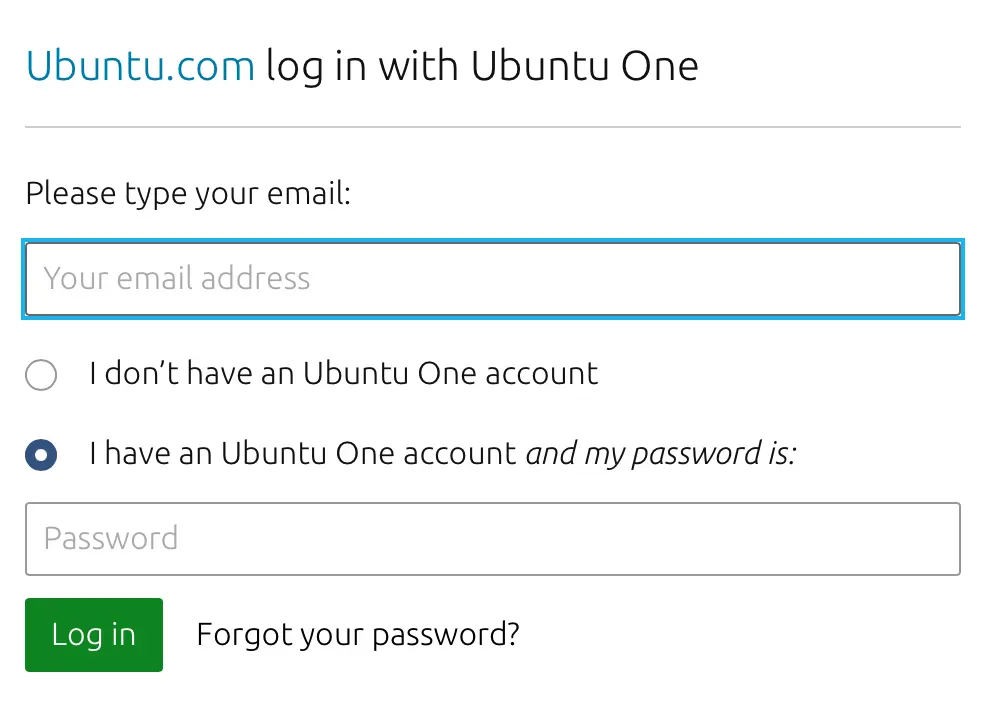 Ubuntu.com log in with Ubuntu One
Please type your email:
Your email address
I don’t have an Ubuntu One account
I have an Ubuntu One account and my password is:
Password
Log in
Forgot your password?